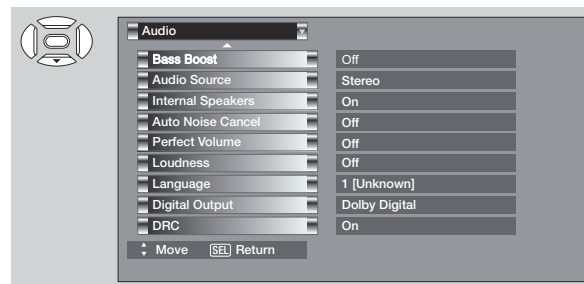 Audio
Bass Boost Off
Audio Source Stereo
Internal Speakers On
Auto Noise Cancel Off
Perfect Volume Off
Loudness Off
Language 1 [Unknown]
Digital Output Dolby Digital
DRC On
Move SEL Return